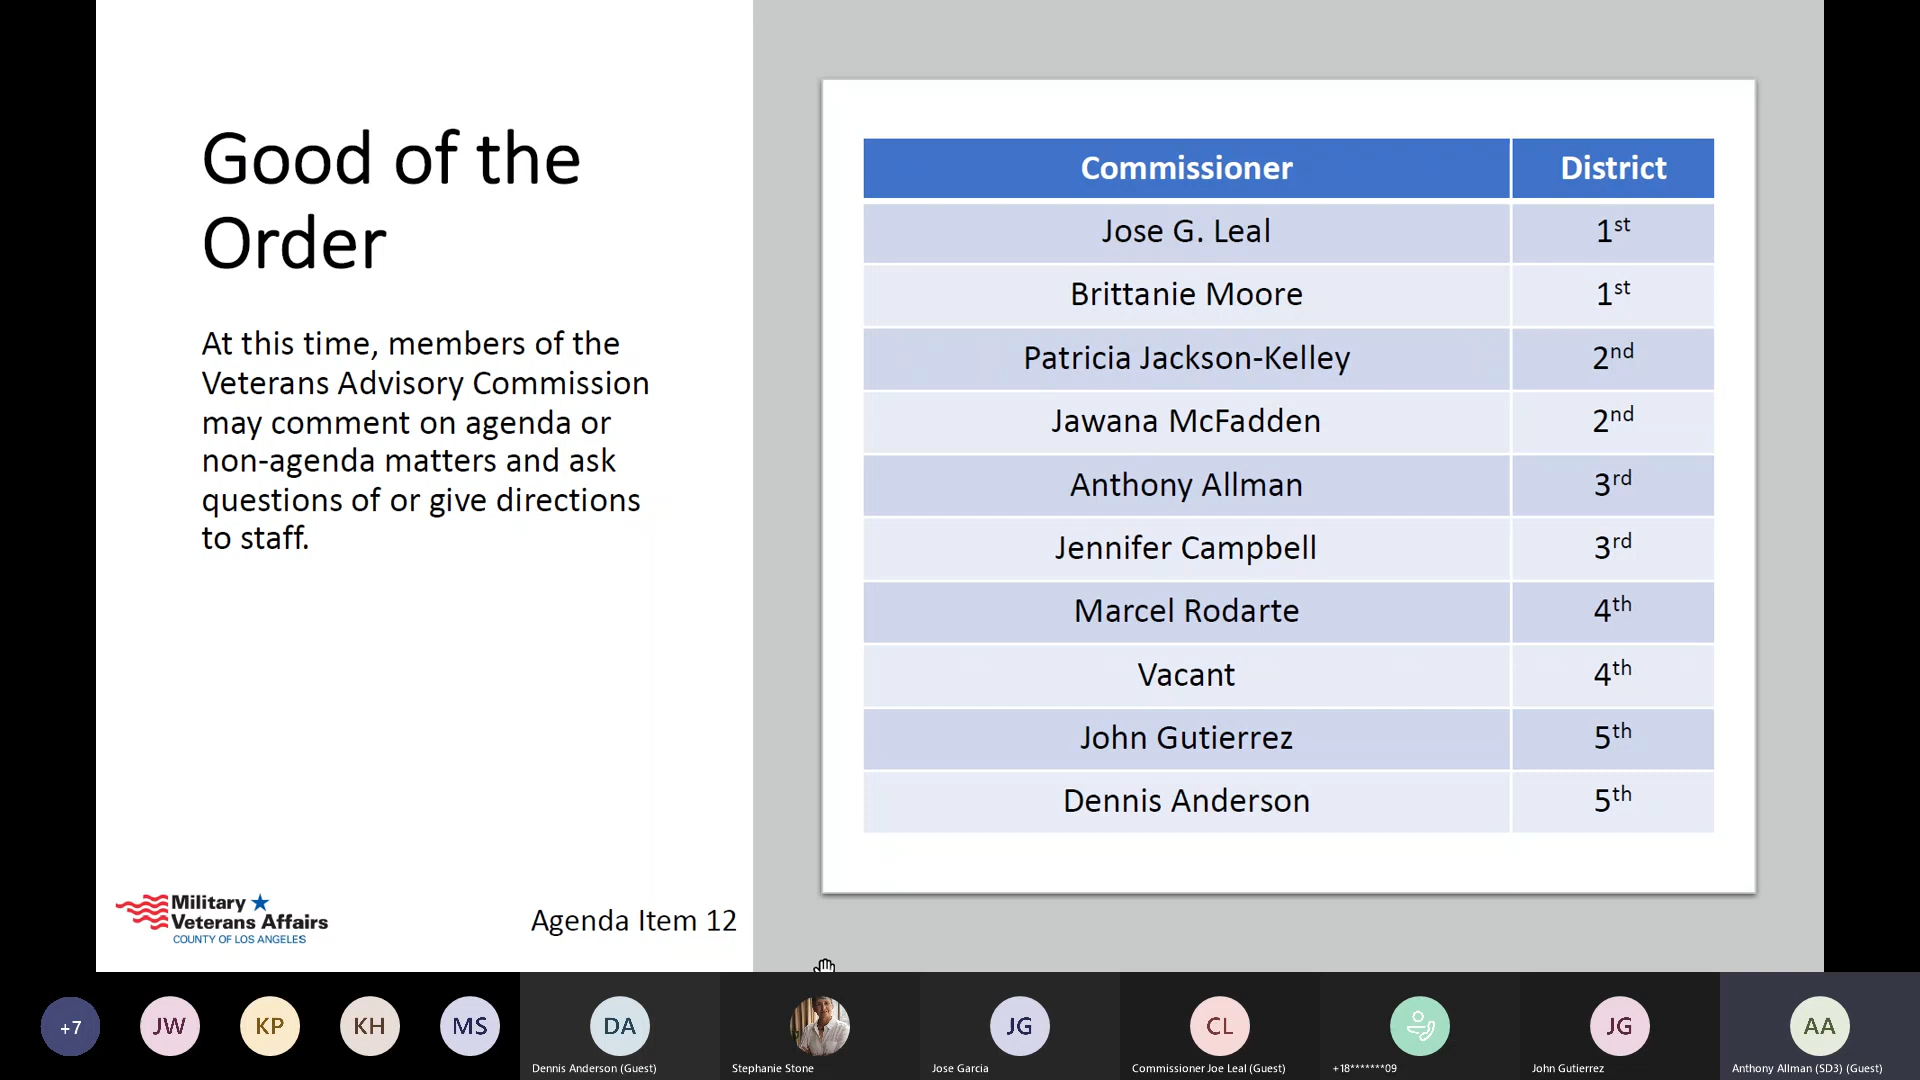 Good of the
Order
At this time, members of the
Veterans Advisory Commission
may comment on agenda or
non-agenda matters and ask
questions of or give directions
to staff.
Military
Veterans Affairs
COUNTY OF LOS ANGELES
Agenda Item 12
Commissioner District
Jose G. Leal 1st
Brittanie Moore 1st
Patricia Jackson-Kelley 2nd
Jawana McFadden 2nd
Anthony Allman 3rd
Jennifer Campbell 3rd
Marcel Rodarte 4th
Vacant 4th
John Gutierrez 5th
Dennis Anderson 5th
+7 JW KP KH MS DA JG CL JG AA
Dennis Anderson (Guest) Stephanie Stone Jose Garcia Commissioner Joe Leal (Guest) +18*******09 John Gutierrez Anthony Allman (SD3) (Guest)